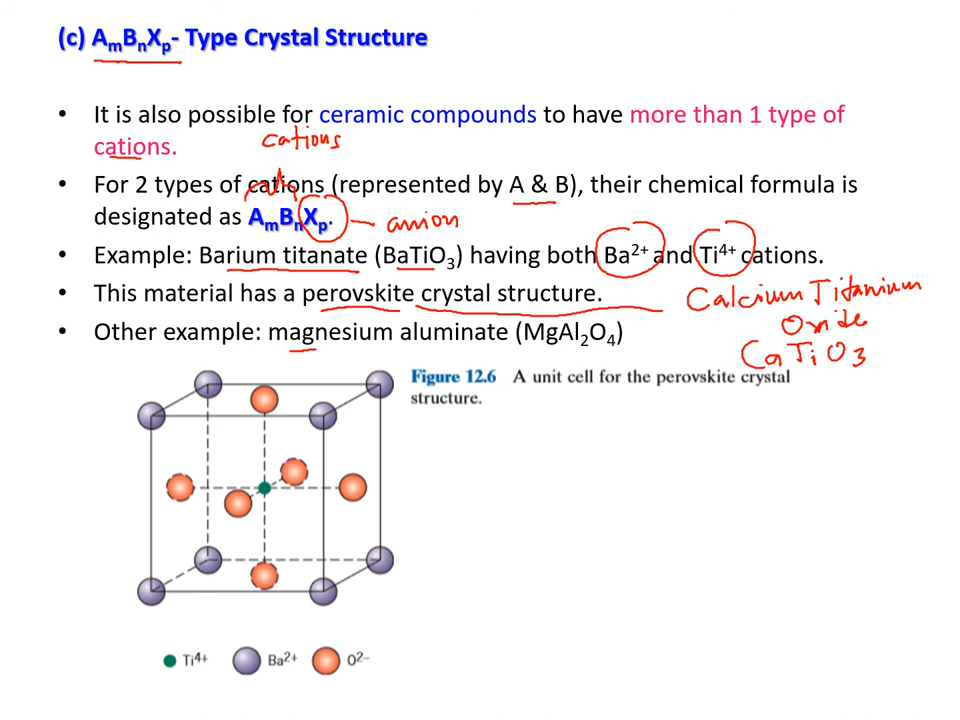 (c) AmBnXp- Type Crystal Structure
• It is also possible for ceramic compounds to have more than 1 type of
cations.
cations
• For 2 types of cations (represented by A & B), their chemical formula is
designated as AmBnXp. — anion
• Example: Barium titanate (BaTiO3) having both Ba2+ and Ti4+ cations.
• This material has a perovskite crystal structure.
Calcium Titanium
Oxide
• Other example: magnesium aluminate (MgAl2O4)
CaTiO3
Figure 12.6 A unit cell for the perovskite crystal
structure.
Ti4+ Ba2+ O2−